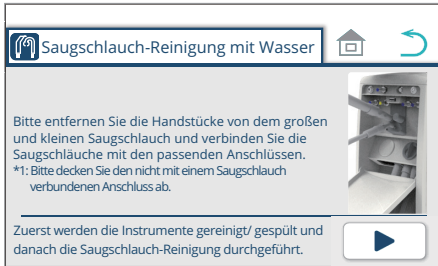 Saugschlauch-Reinigung mit Wasser
Bitte entfernen Sie die Handstücke von dem großen
und kleinen Saugschlauch und verbinden Sie die
Saugschläuche mit den passenden Anschlüssen.
*1: Bitte decken Sie den nicht mit einem Saugschlauch
verbundenen Anschluss ab.
Zuerst werden die Instrumente gereinigt/ gespült und
danach die Saugschlauch-Reinigung durchgeführt.